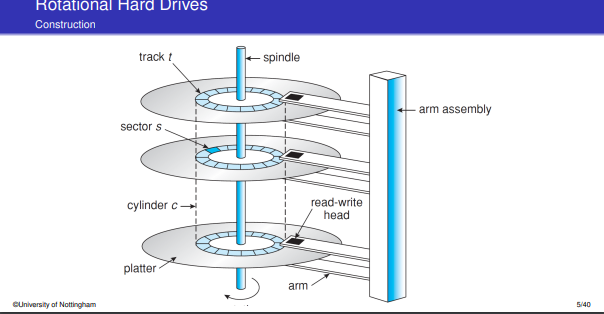 Rotational Hard Drives
Construction
track t
spindle
arm assembly
sector s
cylinder c
read-write
head
platter
arm
©University of Nottingham
5/40